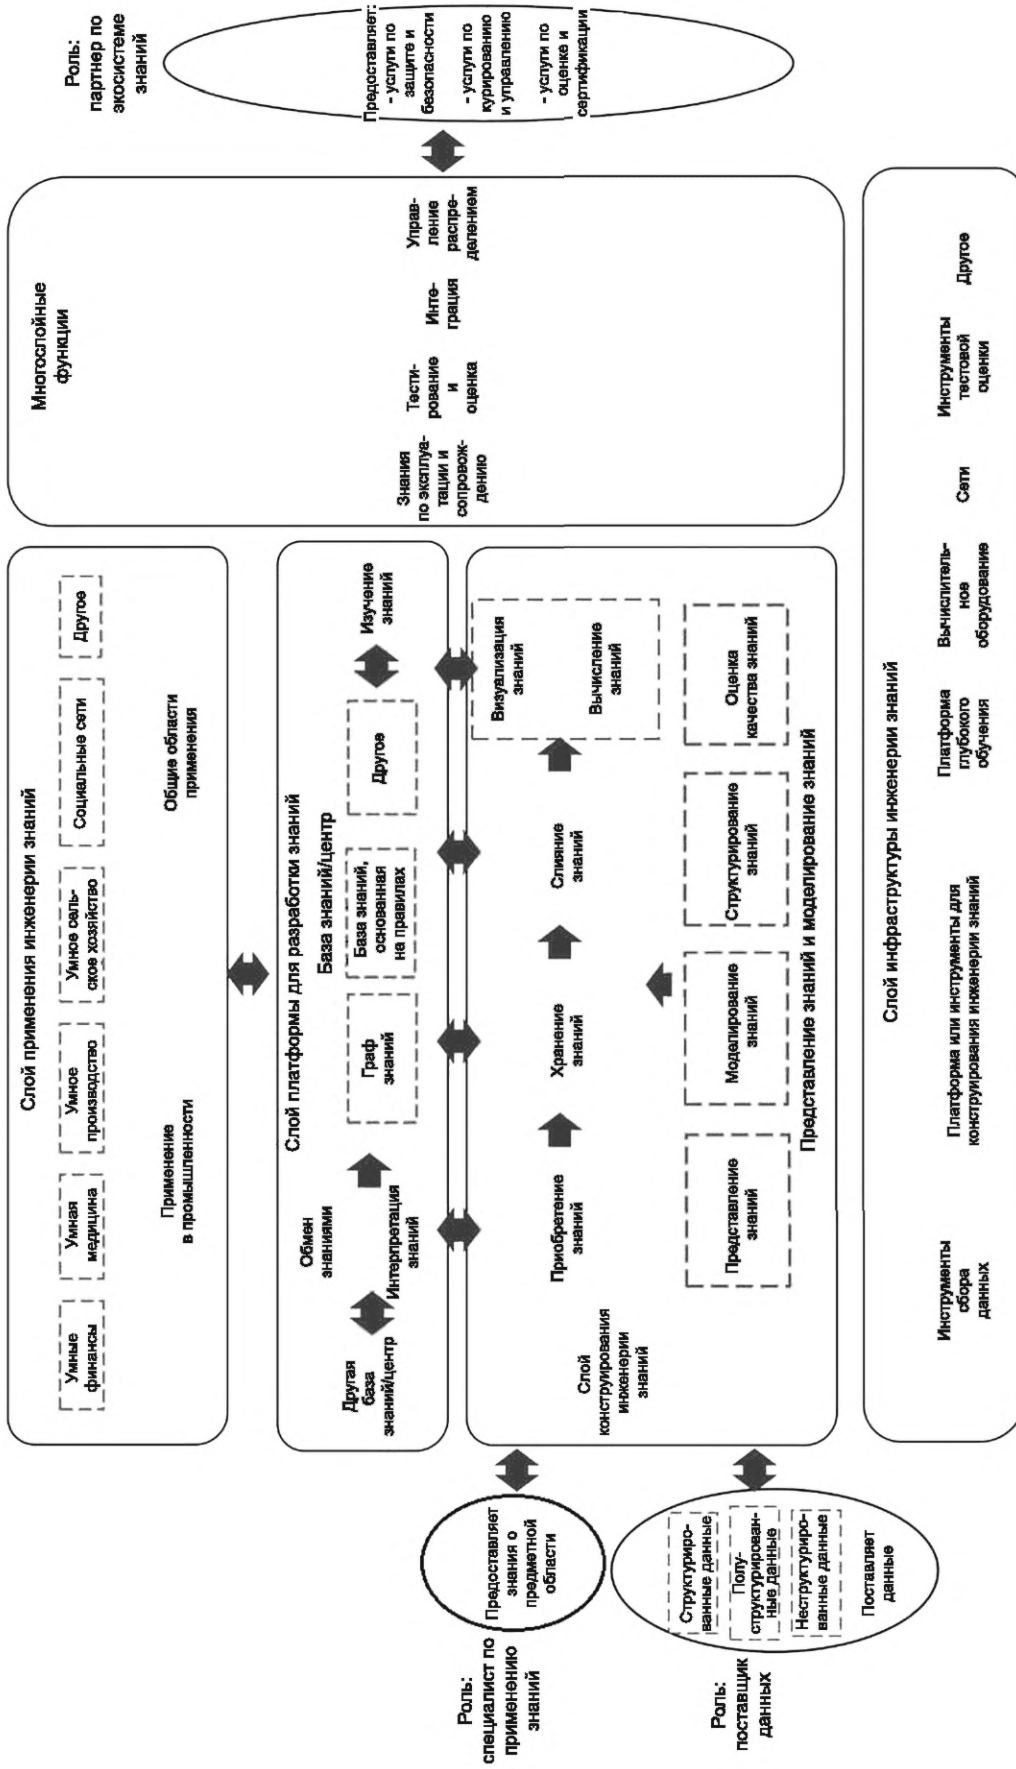 Роль:
специалист по
применению
знаний
Предоставляет
знания о
предметной
области
Роль:
поставщик
данных
Структуриро-
ванные данные
Полу-
структурирован-
ные данные
Неструктуриро-
ванные данные
Поставляет
данные
Слой применения инженерии знаний
Умные
финансы
Умная
медицина
Умное
производство
Умное сель-
ское хозяйство
Социальные сети
Другое
Применение
в промышленности
Общие области
применения
Слой платформы для разработки знаний
База знаний/центр
Обмен
знаниями
Другая
база
знаний/центр
Интерпретация
знаний
Граф
знаний
База знаний,
основанная
на правилах
Другое
Изучение
знаний
Слой
конструирования
инженерии
знаний
Приобретение
знаний
Хранение
знаний
Слияние
знаний
Визуализация
знаний
Вычисление
знаний
Представление
знаний
Моделирование
знаний
Структурирование
знаний
Оценка
качества знаний
Представление знаний и моделирование знаний
Многослойные
функции
Знания
по эксплуа-
тации и
сопровож-
дению
Тести-
рование
и
оценка
Инте-
грация
Управ-
ление
распре-
делением
Роль:
партнер по
экосистеме
знаний
Предоставляет:
- услуги по
защите и
безопасности
- услуги по
курированию
и управлению
- услуги по
оценке и
сертификации
Слой инфраструктуры инженерии знаний
Инструменты
сбора
данных
Платформа или инструменты для
конструирования инженерии знаний
Платформа
глубокого
обучения
Вычислитель-
ное
оборудование
Сети
Инструменты
тестовой
оценки
Другое